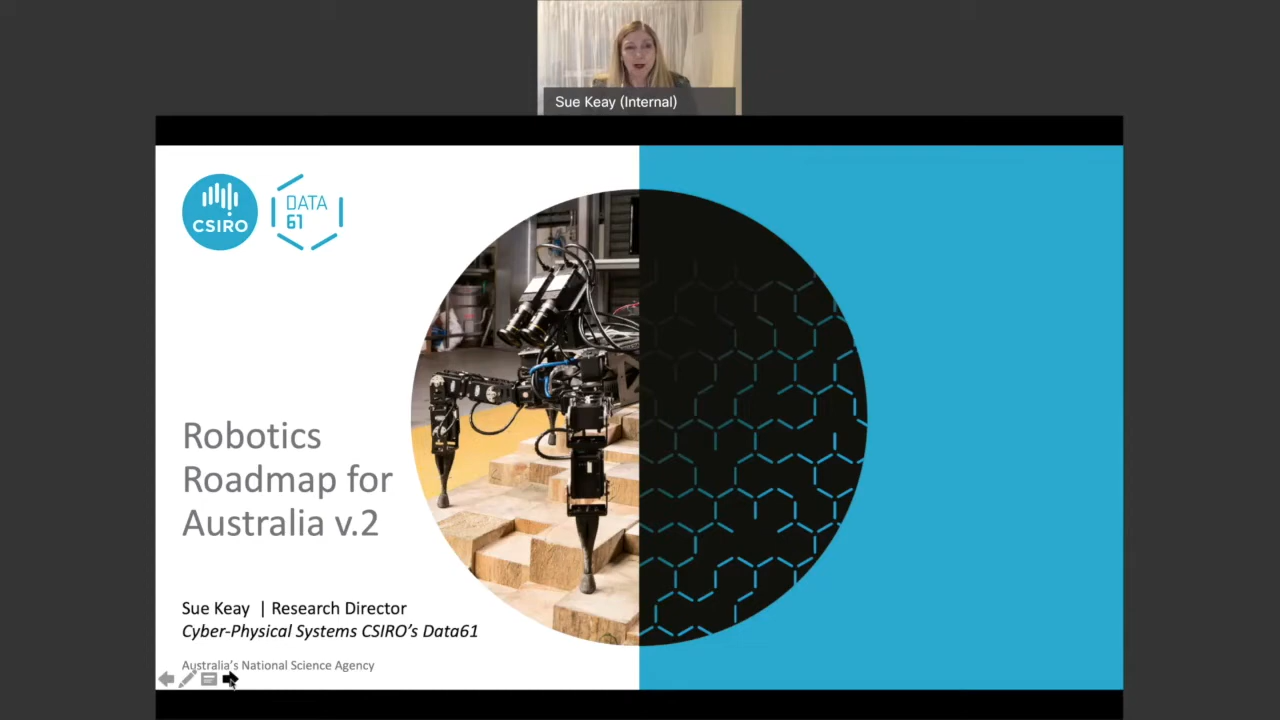 Sue Keay (Internal)
CSIRO
DATA
61
Robotics
Roadmap for
Australia v.2
Sue Keay | Research Director
Cyber-Physical Systems CSIRO's Data61
Australia's National Science Agency